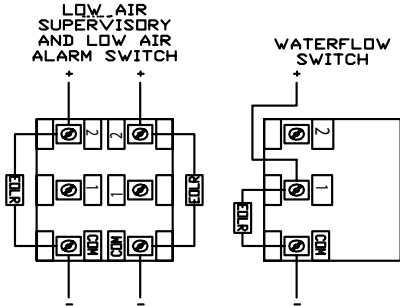 LOW AIR
SUPERVISORY
AND LOW AIR
ALARM SWITCH
WATERFLOW
SWITCH
+ + +
2 2 2
EOLR 1 1 EOLR 1
EOLR
COM COM COM
- - -